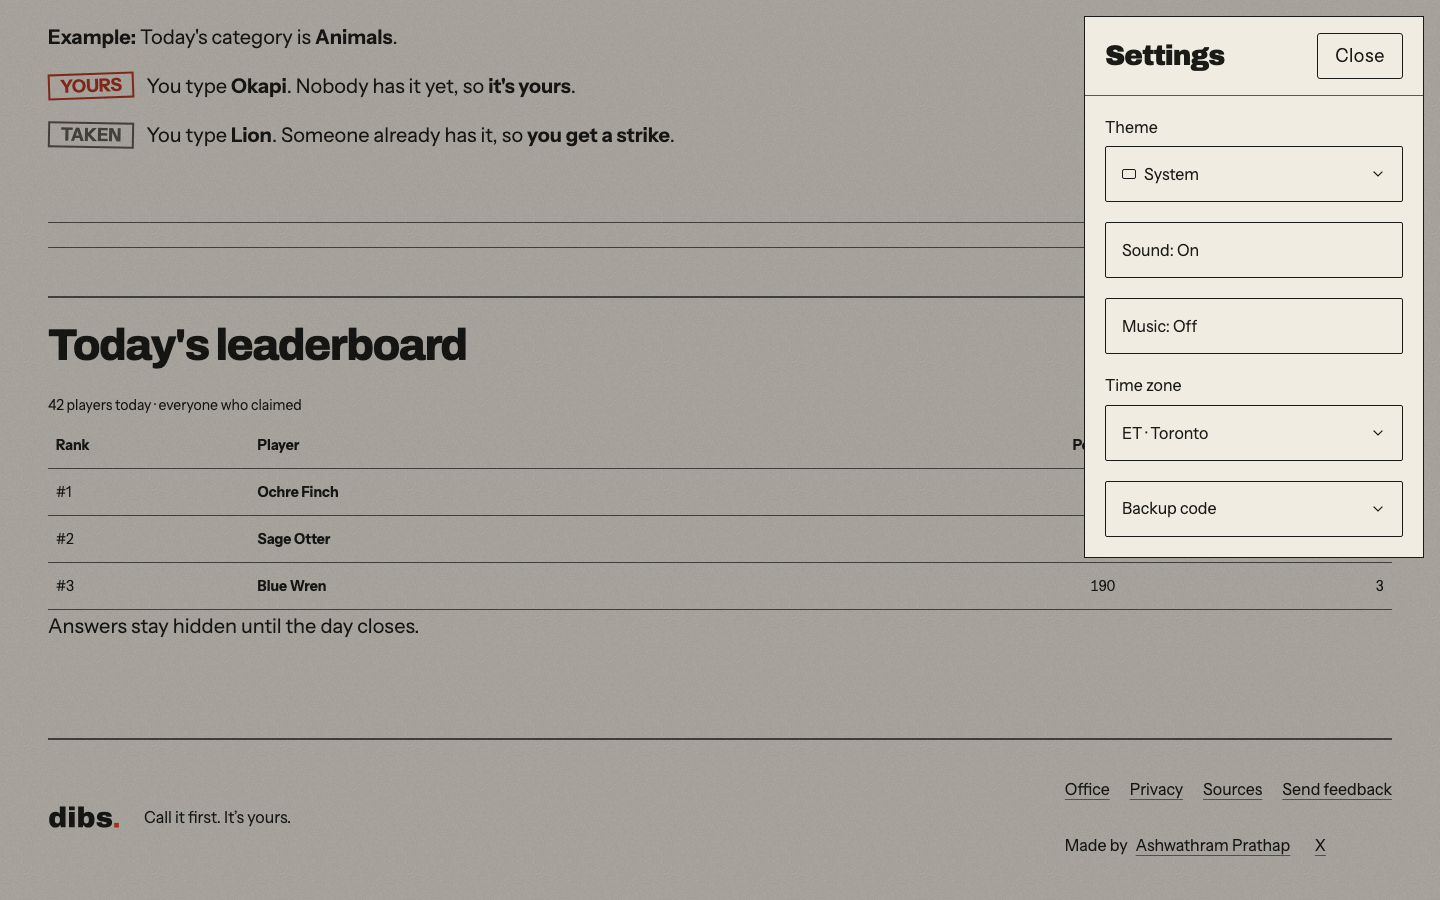 Example: Today's category is Animals.
YOURS You type Okapi. Nobody has it yet, so it's yours.
TAKEN You type Lion. Someone already has it, so you get a strike.
Today's leaderboard
42 players today · everyone who claimed
Rank Player
#1 Ochre Finch
#2 Sage Otter
#3 Blue Wren 190 3
Answers stay hidden until the day closes.
Settings Close
Theme
System
Sound: On
Music: Off
Time zone
ET · Toronto
Backup code
dibs. Call it first. It's yours.
Office Privacy Sources Send feedback
Made by Ashwathram Prathap X